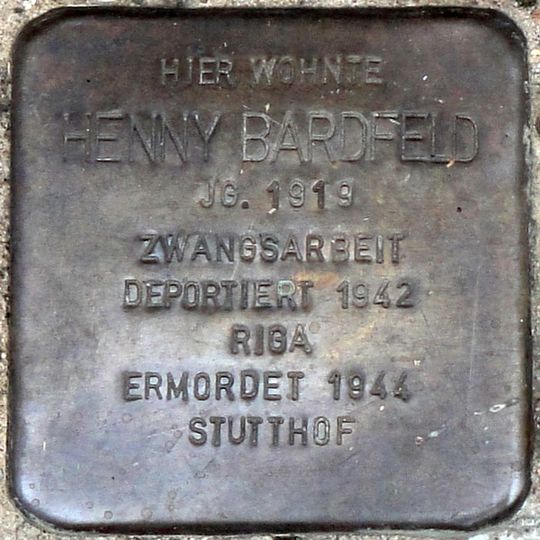 HIER WOHNTE
HENNY BARDFELD
JG. 1919
ZWANGSARBEIT
DEPORTIERT 1942
RIGA
ERMORDET 1944
STUTTHOF